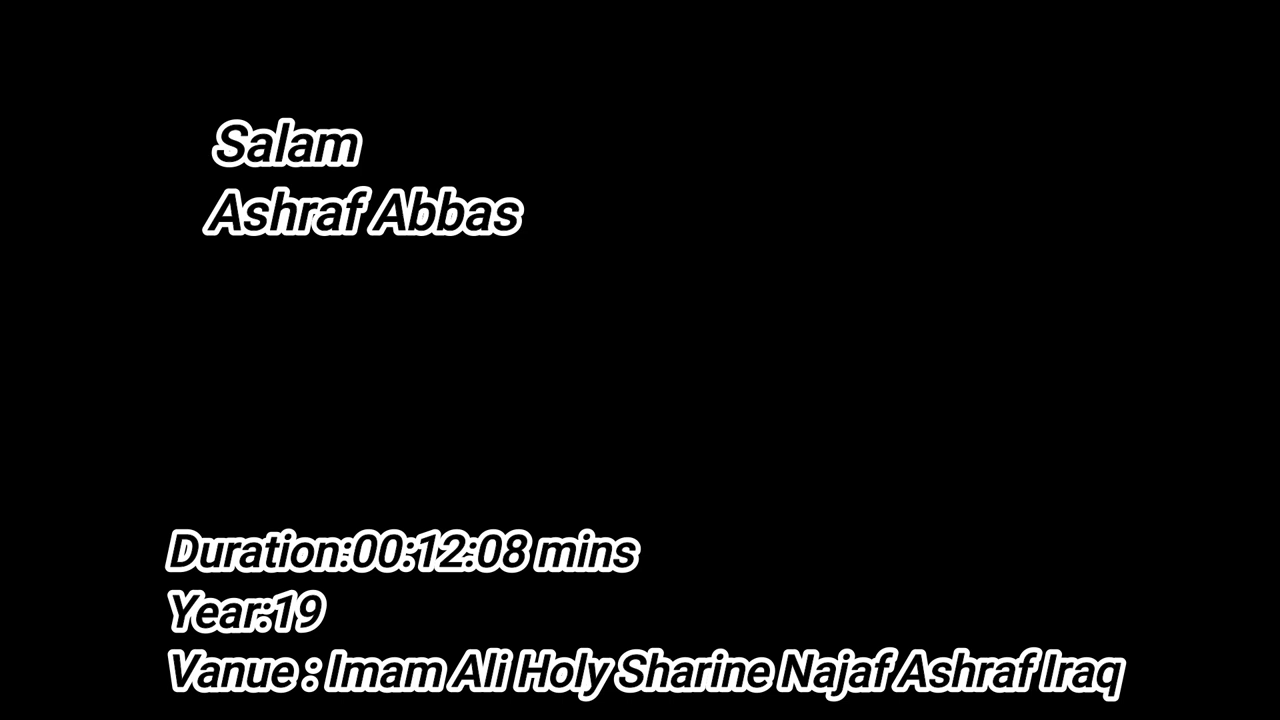 Salam
Ashraf Abbas
Duration:00:12:08 mins
Year:19
Vanue : Imam Ali Holy Sharine Najaf Ashraf Iraq